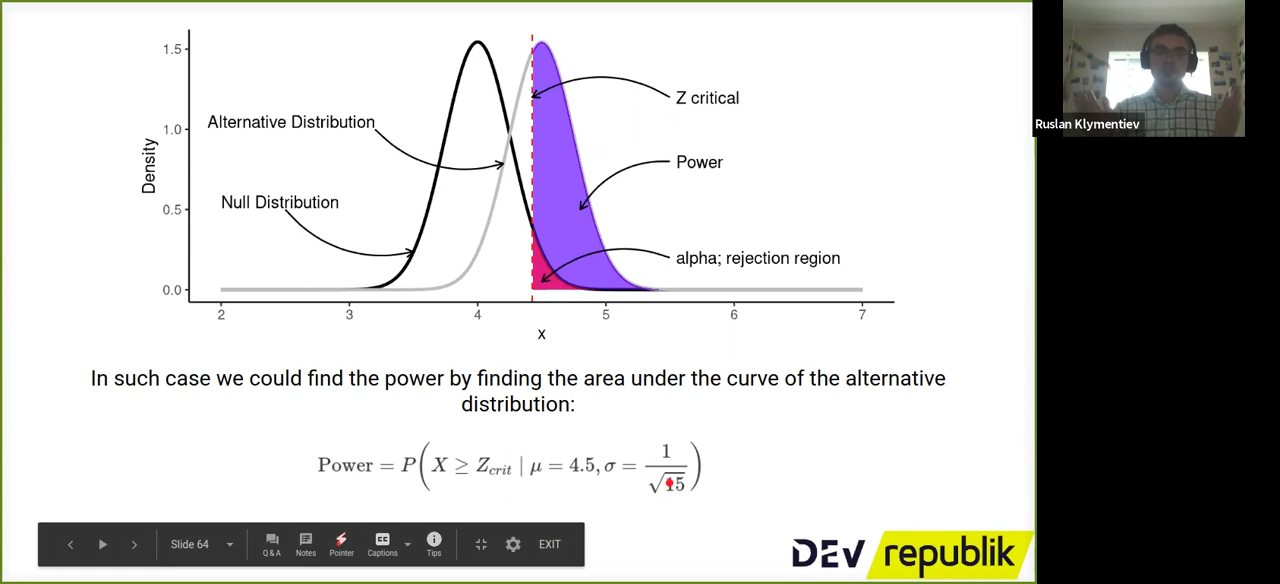 1.5
1.0
0.5
0.0
Density
Alternative Distribution
Null Distribution
Z critical
Power
alpha; rejection region
2 3 4 5 6 7
x
In such case we could find the power by finding the area under the curve of the alternative
distribution:
Power = P(X ≥ Z_crit | μ = 4.5, σ = 1/√15)
Slide 64
Q & A Notes Pointer Captions Tips
EXIT
DEV republik
Ruslan Klymentiev